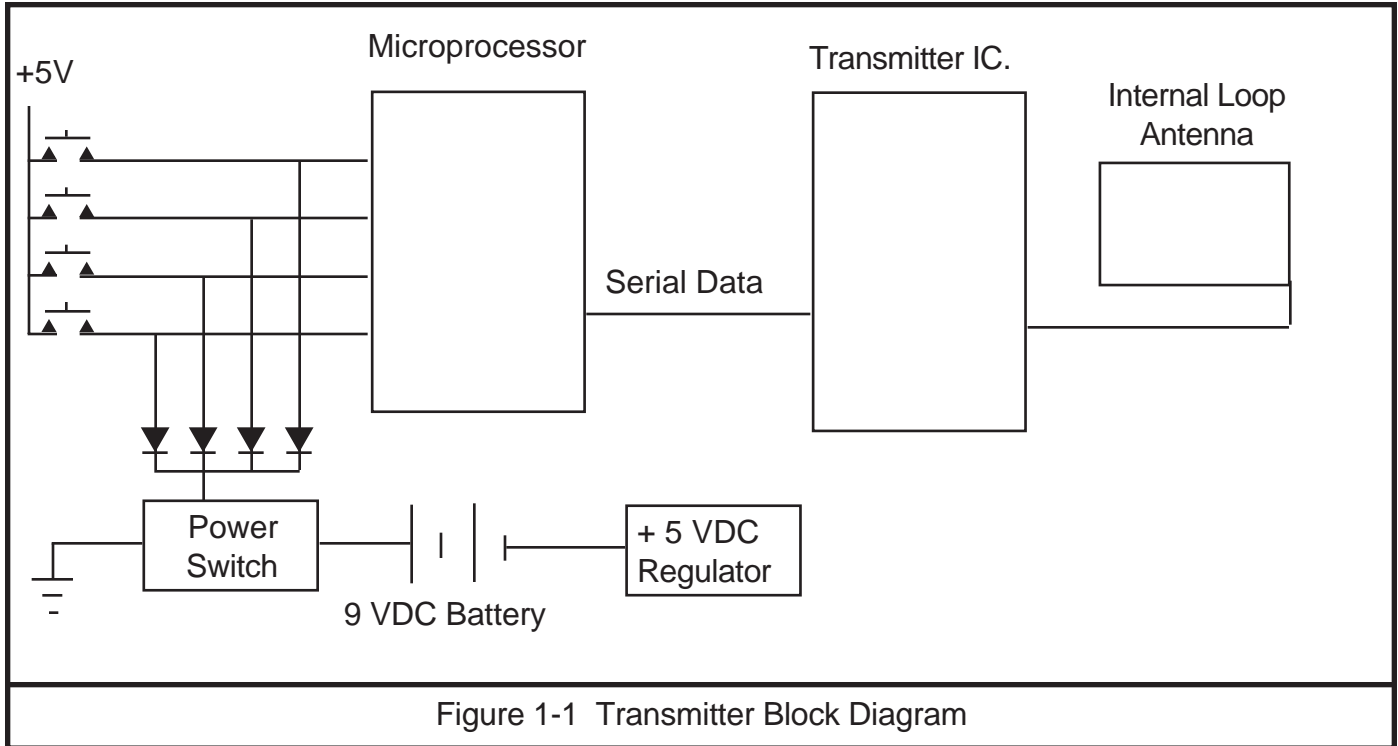 Microprocessor
Transmitter IC.
+5V
Internal Loop
Antenna
Serial Data
Power
Switch
+ 5 VDC
Regulator
9 VDC Battery
Figure 1-1 Transmitter Block Diagram